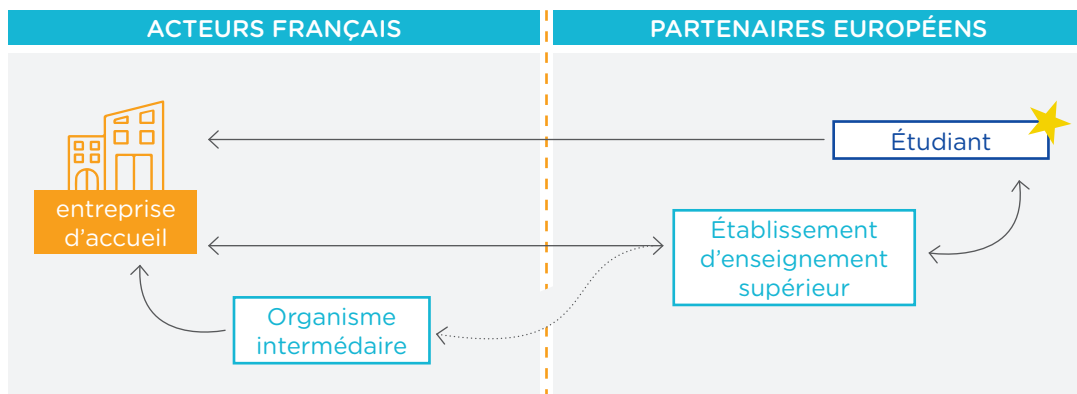 ACTEURS FRANÇAIS
PARTENAIRES EUROPÉENS
Étudiant
entreprise
d'accueil
Établissement
d'enseignement
supérieur
Organisme
intermédaire